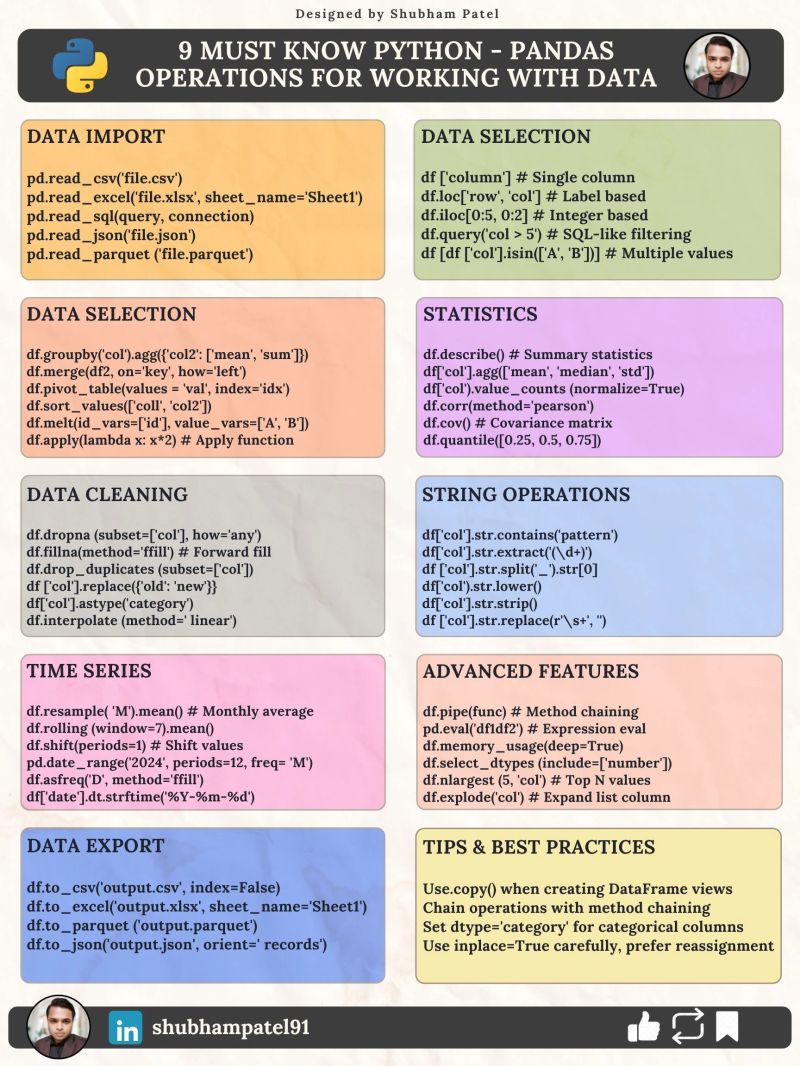 Designed by Shubham Patel
9 MUST KNOW PYTHON - PANDAS
OPERATIONS FOR WORKING WITH DATA
DATA IMPORT
pd.read_csv('file.csv')
pd.read_excel('file.xlsx', sheet_name='Sheet1')
pd.read_sql(query, connection)
pd.read_json('file.json')
pd.read_parquet ('file.parquet')
DATA SELECTION
df ['column'] # Single column
df.loc['row', 'col'] # Label based
df.iloc[0:5, 0:2] # Integer based
df.query('col > 5') # SQL-like filtering
df [df ['col'].isin(['A', 'B'])] # Multiple values
DATA SELECTION
df.groupby('col').agg({'col2': ['mean', 'sum']})
df.merge(df2, on='key', how='left')
df.pivot_table(values = 'val', index='idx')
df.sort_values(['coll', 'col2'])
df.melt(id_vars=['id'], value_vars=['A', 'B'])
df.apply(lambda x: x*2) # Apply function
STATISTICS
df.describe() # Summary statistics
df['col'].agg(['mean', 'median', 'std'])
df['col').value_counts (normalize=True)
df.corr(method='pearson')
df.cov() # Covariance matrix
df.quantile([0.25, 0.5, 0.75])
DATA CLEANING
df.dropna (subset=['col'], how='any')
df.fillna(method='ffill') # Forward fill
df.drop_duplicates (subset=['col'])
df ['col'].replace({'old': 'new'}}
df['col'].astype('category')
df.interpolate (method=' linear')
STRING OPERATIONS
df['col'].str.contains('pattern')
df['col'].str.extract('(\d+)')
df ['col'].str.split('_').str[0]
df['col').str.lower()
df['col'].str.strip()
df ['col'].str.replace(r'\s+', '')
TIME SERIES
df.resample( 'M').mean() # Monthly average
df.rolling (window=7).mean()
df.shift(periods=1) # Shift values
pd.date_range('2024', periods=12, freq= 'M')
df.asfreq('D', method='ffill')
df['date').dt.strftime('%Y-%m-%d')
ADVANCED FEATURES
df.pipe(func) # Method chaining
pd.eval('df1df2') # Expression eval
df.memory_usage(deep=True)
df.select_dtypes (include=['number'])
df.nlargest (5, 'col') # Top N values
df.explode('col') # Expand list column
DATA EXPORT
df.to_csv('output.csv', index=False)
df.to_excel('output.xlsx', sheet_name='Sheet1')
df.to_parquet ('output.parquet')
df.to_json('output.json', orient=' records')
TIPS & BEST PRACTICES
Use.copy() when creating DataFrame views
Chain operations with method chaining
Set dtype='category' for categorical columns
Use inplace=True carefully, prefer reassignment
in shubhampatel91